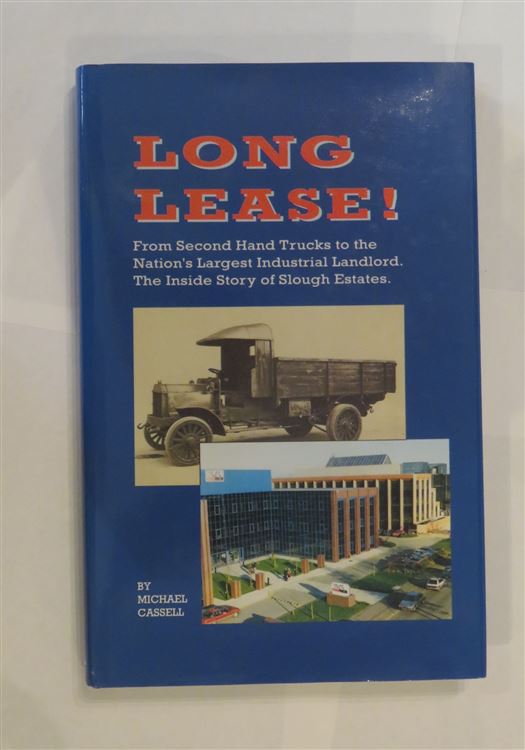 LONG
LEASE!
From Second Hand Trucks to the
Nation's Largest Industrial Landlord.
The Inside Story of Slough Estates.
BY
MICHAEL
CASSELL